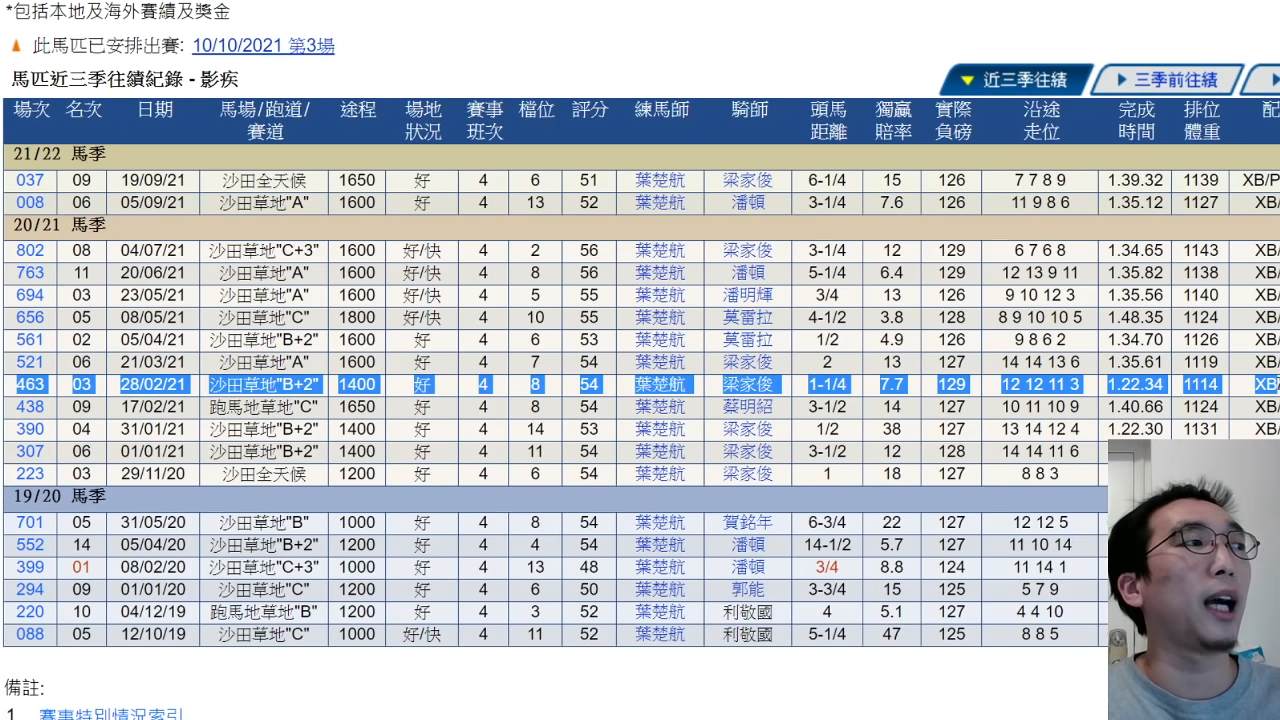 *包括本地及海外賽績及獎金
此馬匹已安排出賽: 10/10/2021 第3場
馬匹近三季往績紀錄 - 影疾
近三季往績 三季前往績
場次 名次 日期 馬場/跑道/賽道 途程 場地狀況 賽事班次 檔位 評分 練馬師 騎師 頭馬距離 獨贏賠率 實際負磅 沿途走位 完成時間 排位體重 配
21/22 馬季
037 09 19/09/21 沙田全天候 1650 好 4 6 51 葉楚航 梁家俊 6-1/4 15 126 7 7 8 9 1.39.32 1139 XB/P
008 06 05/09/21 沙田草地"A" 1600 好 4 13 52 葉楚航 潘頓 3-1/4 7.6 126 11 9 8 6 1.35.12 1127 XB/
20/21 馬季
802 08 04/07/21 沙田草地"C+3" 1600 好/快 4 2 56 葉楚航 梁家俊 3-1/4 12 129 6 7 6 8 1.34.65 1143 XB/
763 11 20/06/21 沙田草地"A" 1600 好/快 4 8 56 葉楚航 潘頓 5-1/4 6.4 129 12 13 9 11 1.35.82 1138 XB/
694 03 23/05/21 沙田草地"A" 1600 好/快 4 5 55 葉楚航 潘明輝 3/4 13 126 9 10 12 3 1.35.56 1140 XB/
656 05 08/05/21 沙田草地"C" 1800 好/快 4 10 55 葉楚航 莫雷拉 4-1/2 3.8 128 8 9 10 10 5 1.48.35 1124 XB/
561 02 05/04/21 沙田草地"B+2" 1600 好 4 6 53 葉楚航 莫雷拉 1/2 4.9 126 9 8 6 2 1.34.70 1126 XB/
521 06 21/03/21 沙田草地"A" 1600 好 4 7 54 葉楚航 梁家俊 2 13 127 14 14 13 6 1.35.61 1119 XB/
463 03 28/02/21 沙田草地"B+2" 1400 好 4 8 54 葉楚航 梁家俊 1-1/4 7.7 129 12 12 11 3 1.22.34 1114 XB/
438 09 17/02/21 跑馬地草地"C" 1650 好 4 8 54 葉楚航 蔡明紹 3-1/2 14 127 10 11 10 9 1.40.66 1124 XB/
390 04 31/01/21 沙田草地"B+2" 1400 好 4 14 53 葉楚航 梁家俊 1/2 38 127 13 14 12 4 1.22.30 1131 XB/
307 06 01/01/21 沙田草地"B+2" 1400 好 4 11 54 葉楚航 梁家俊 3-1/2 12 128 14 14 11 6
223 03 29/11/20 沙田全天候 1200 好 4 6 54 葉楚航 梁家俊 1 18 127 8 8 3
19/20 馬季
701 05 31/05/20 沙田草地"B" 1000 好 4 8 54 葉楚航 賀銘年 6-3/4 22 127 12 12 5
552 14 05/04/20 沙田草地"B+2" 1200 好 4 4 54 葉楚航 潘頓 14-1/2 5.7 127 11 10 14
399 01 08/02/20 沙田草地"C+3" 1000 好 4 13 48 葉楚航 潘頓 3/4 8.8 124 11 14 1
294 09 01/01/20 沙田草地"C" 1200 好 4 6 50 葉楚航 郭能 3-3/4 15 125 5 7 9
220 10 04/12/19 跑馬地草地"B" 1200 好 4 3 52 葉楚航 利敬國 4 5.1 127 4 4 10
088 05 12/10/19 沙田草地"C" 1000 好/快 4 11 52 葉楚航 利敬國 5-1/4 47 125 8 8 5
備註:
1 賽事特別情況索引